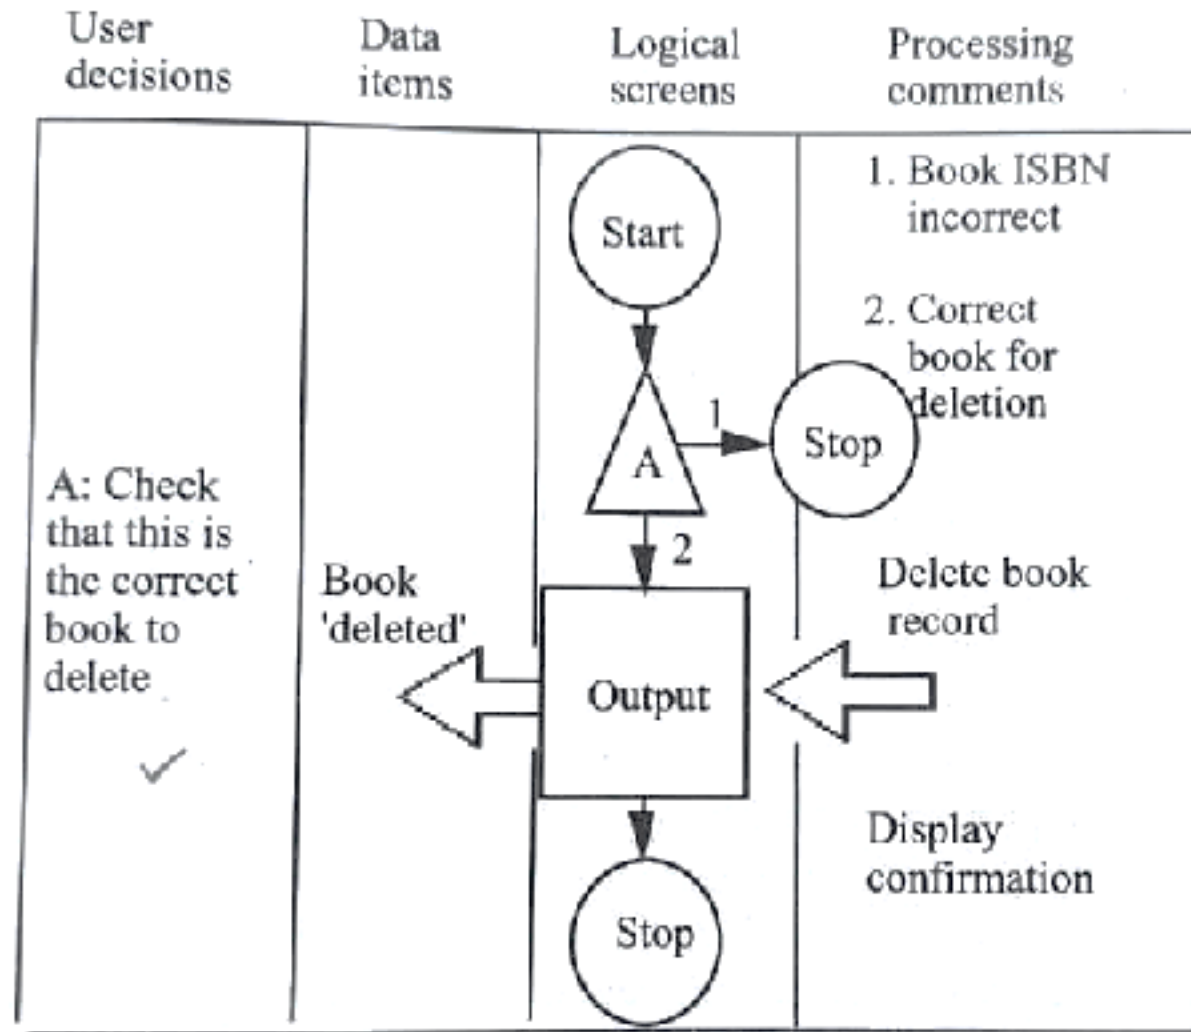 User
decisions
Data
items
Logical
screens
Processing
comments
Start
1. Book ISBN
incorrect
2. Correct
book for
deletion
1
Stop
A
2
A: Check
that this is
the correct
book to
delete
Book
'deleted'
Output
Delete book
record
Display
confirmation
Stop